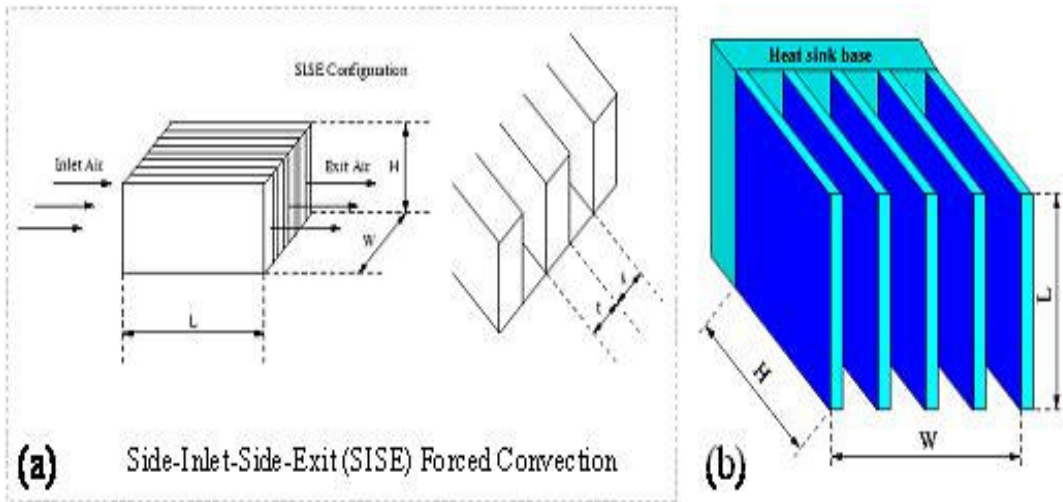 SISE Configuration
Inlet Air
Exit Air
H
W
L
t
(a)
Side-Inlet-Side-Exit (SISE) Forced Convection
Heat sink base
H
L
W
(b)